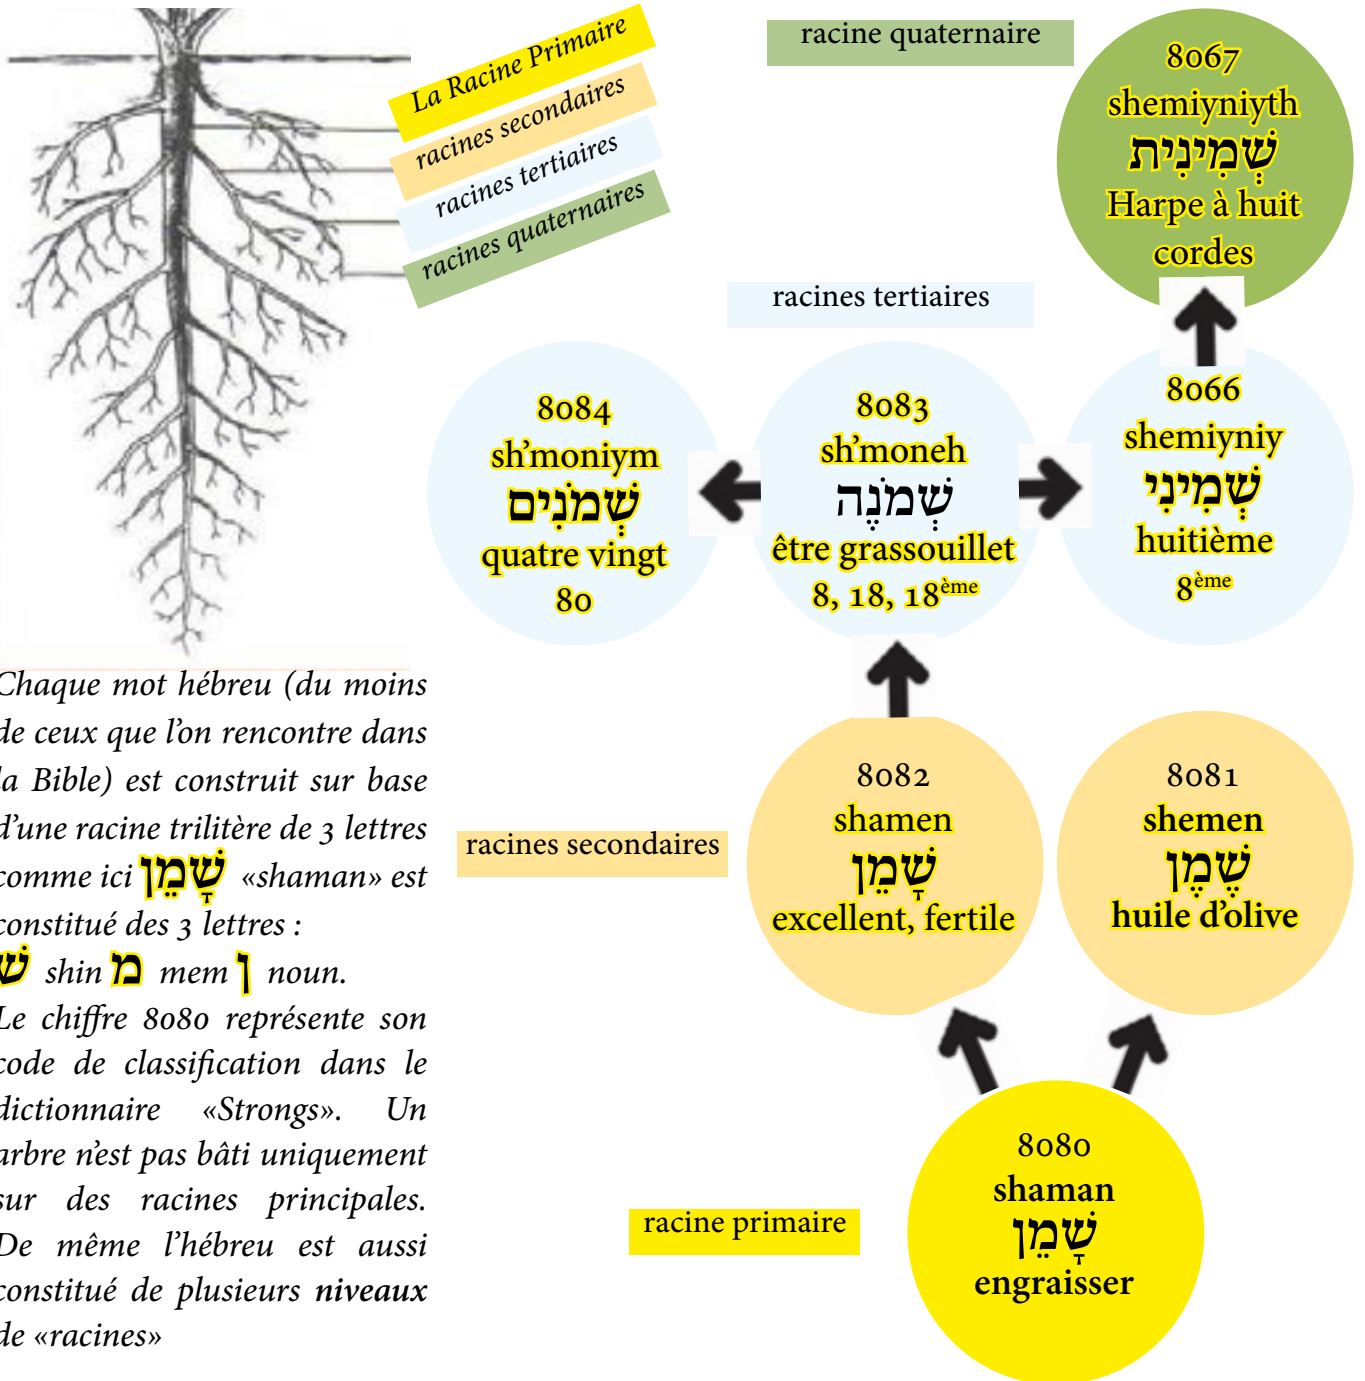 La Racine Primaire
racines secondaires
racines tertiaires
racines quaternaires
racine quaternaire
8067
shemiyniyth
שְׁמִינִית
Harpe à huit
cordes
racines tertiaires
8084
sh’moniym
שְׁמֹנִים
quatre vingt
80
8083
sh’moneh
שְׁמֹנֶה
être grassouillet
8, 18, 18ème
8066
shemiyniy
שְׁמִינִי
huitième
8ème
racines secondaires
8082
shamen
שָׁמֵן
excellent, fertile
8081
shemen
שֶׁמֶן
huile d’olive
racine primaire
8080
shaman
שָׁמֵן
engraisser
Chaque mot hébreu (du moins
de ceux que l’on rencontre dans
la Bible) est construit sur base
d’une racine trilitère de 3 lettres
comme ici שָׁמֵן «shaman» est
constitué des 3 lettres :
שׁ shin מ mem ן noun.
Le chiffre 8080 représente son
code de classification dans le
dictionnaire «Strongs». Un
arbre n’est pas bâti uniquement
sur des racines principales.
De même l’hébreu est aussi
constitué de plusieurs niveaux
de «racines»